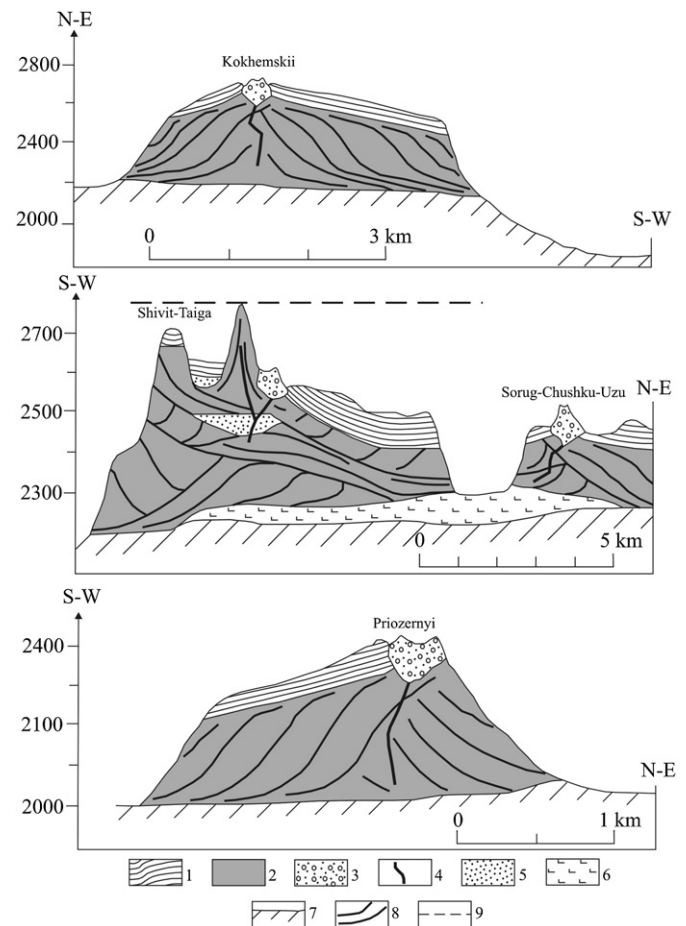 N-E
Kokhemskii
2800
2400
2000
S-W
0 3 km
S-W
Shivit-Taiga
2700
Sorug-Chushku-Uzu
N-E
2500
2300
0 5 km
S-W
Priozernyi
2400
2100
N-E
2000
0 1 km
1 2 3 4 5 6
7 8 9